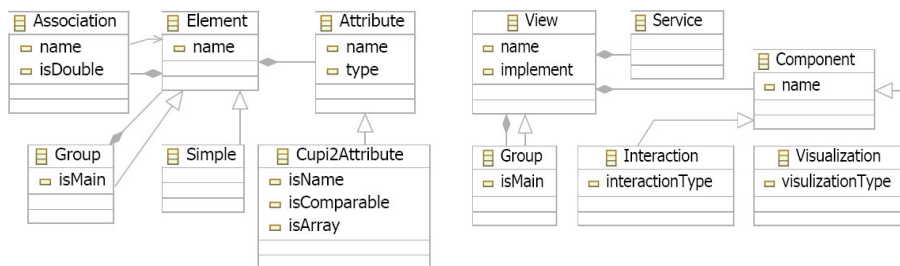 Association
name
isDouble
Element
name
Attribute
name
type
Group
isMain
Simple
Cupi2Attribute
isName
isComparable
isArray
View
name
implement
Service
Component
name
Group
isMain
Interaction
interactionType
Visualization
visulizationType